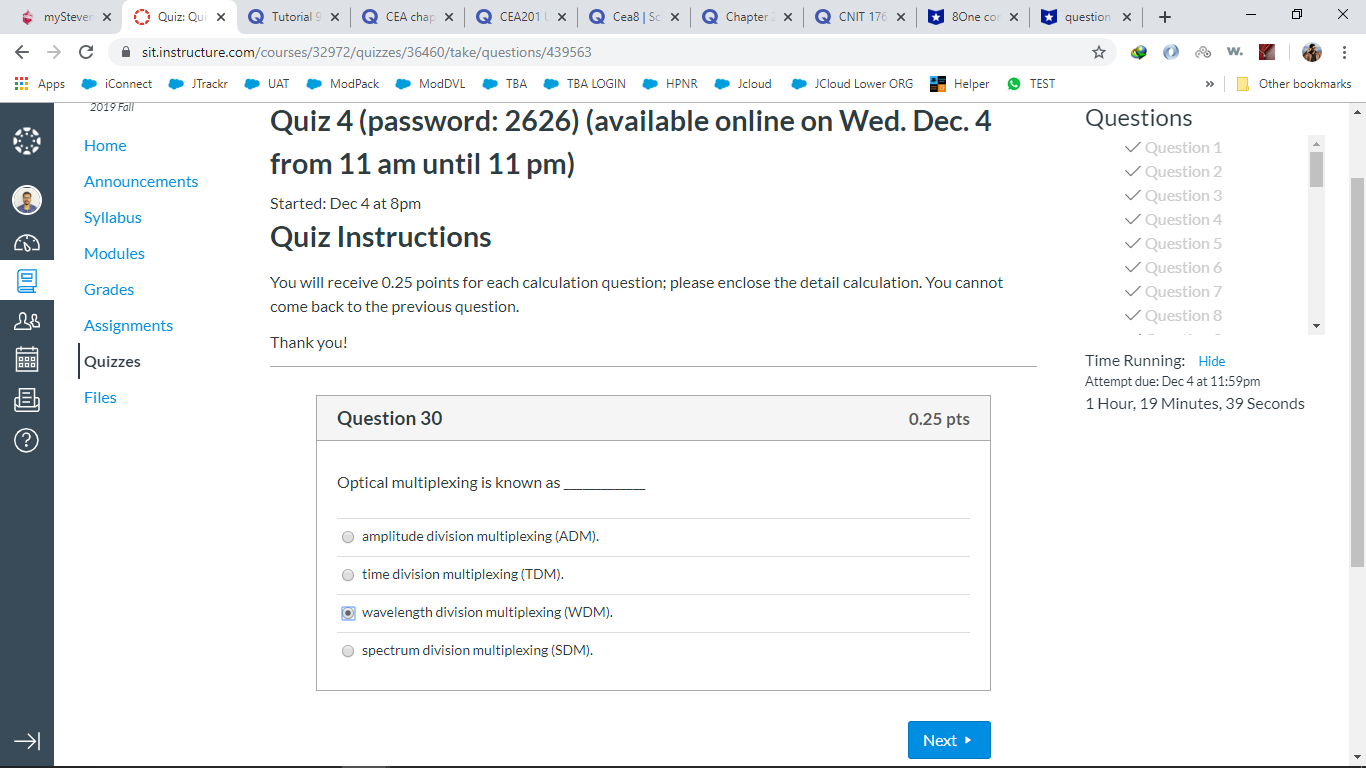 mySteven
Quiz: Qui
Tutorial 9
CEA chap
CEA201
Cea8 | Sc
Chapter 2
CNIT 176
8One con
question
sit.instructure.com/courses/32972/quizzes/36460/take/questions/439563
w.
Apps
iConnect
JTrackr
UAT
ModPack
ModDVL
TBA
TBA LOGIN
HPNR
Jcloud
JCloud Lower ORG
Helper
TEST
»
Other bookmarks
2019 Fall
Home
Announcements
Syllabus
Modules
Grades
Assignments
Quizzes
Files
Quiz 4 (password: 2626) (available online on Wed. Dec. 4
from 11 am until 11 pm)
Started: Dec 4 at 8pm
Quiz Instructions
You will receive 0.25 points for each calculation question; please enclose the detail calculation. You cannot
come back to the previous question.
Thank you!
Question 30
0.25 pts
Optical multiplexing is known as _____________
amplitude division multiplexing (ADM).
time division multiplexing (TDM).
wavelength division multiplexing (WDM).
spectrum division multiplexing (SDM).
Next
Questions
Question 1
Question 2
Question 3
Question 4
Question 5
Question 6
Question 7
Question 8
Time Running: Hide
Attempt due: Dec 4 at 11:59pm
1 Hour, 19 Minutes, 39 Seconds